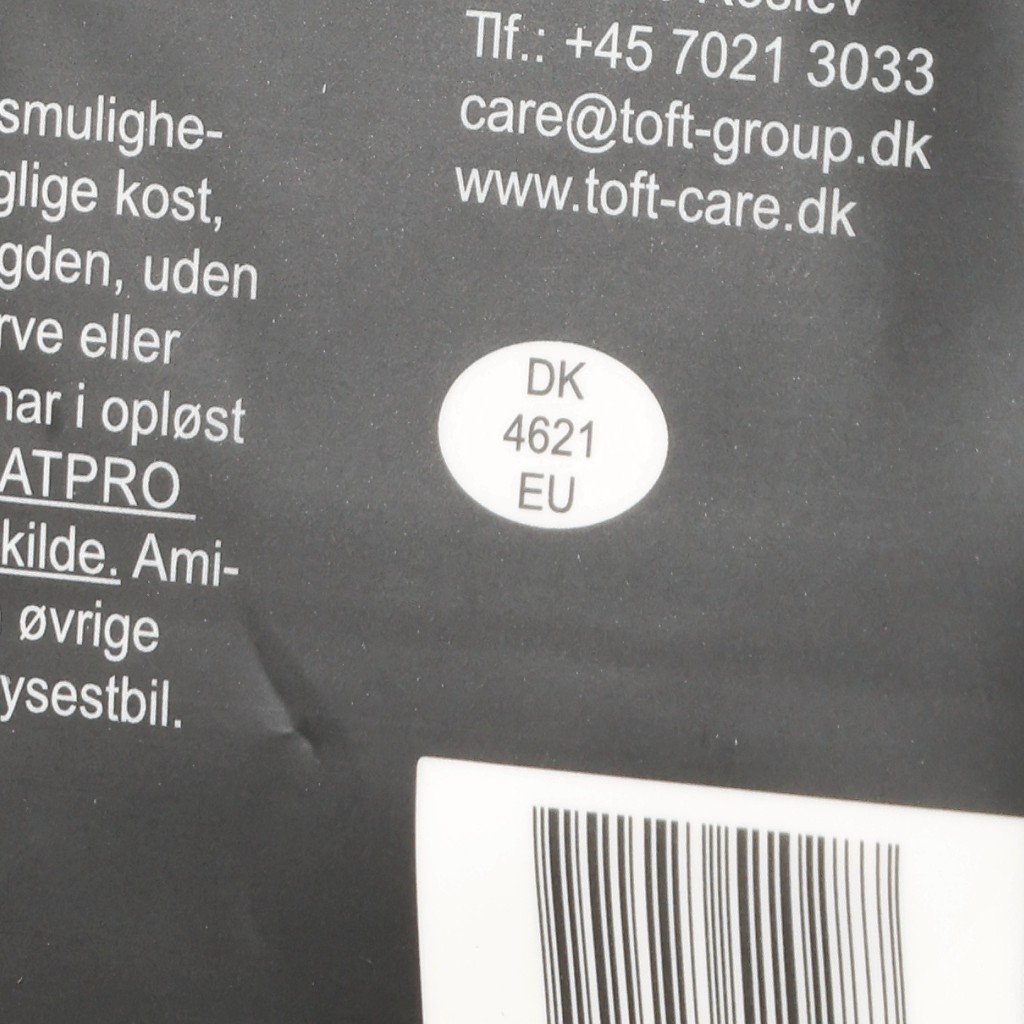 smulighe-
glige kost,
gden, uden
rve eller
har i opløst
ATPRO
kilde. Ami-
øvrige
ysestbil.
Tlf.: +45 7021 3033
care@toft-group.dk
www.toft-care.dk
DK
4621
EU